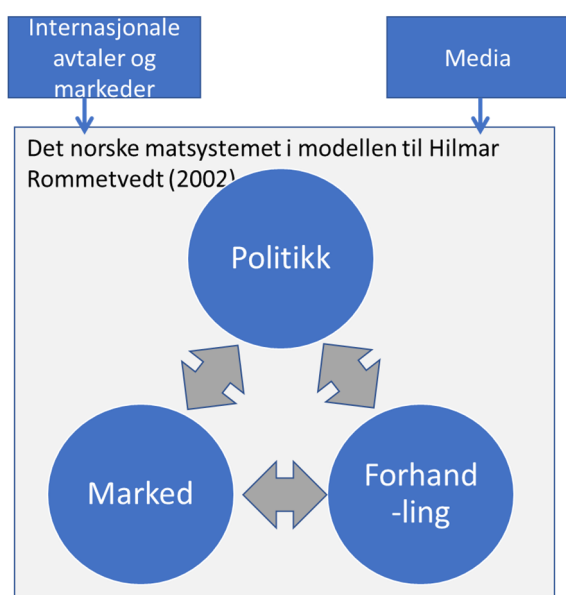 Internasjonale
avtaler og
markeder
Media
Det norske matsystemet i modellen til Hilmar
Rommetvedt (2002)
Politikk
Marked
Forhand
-ling